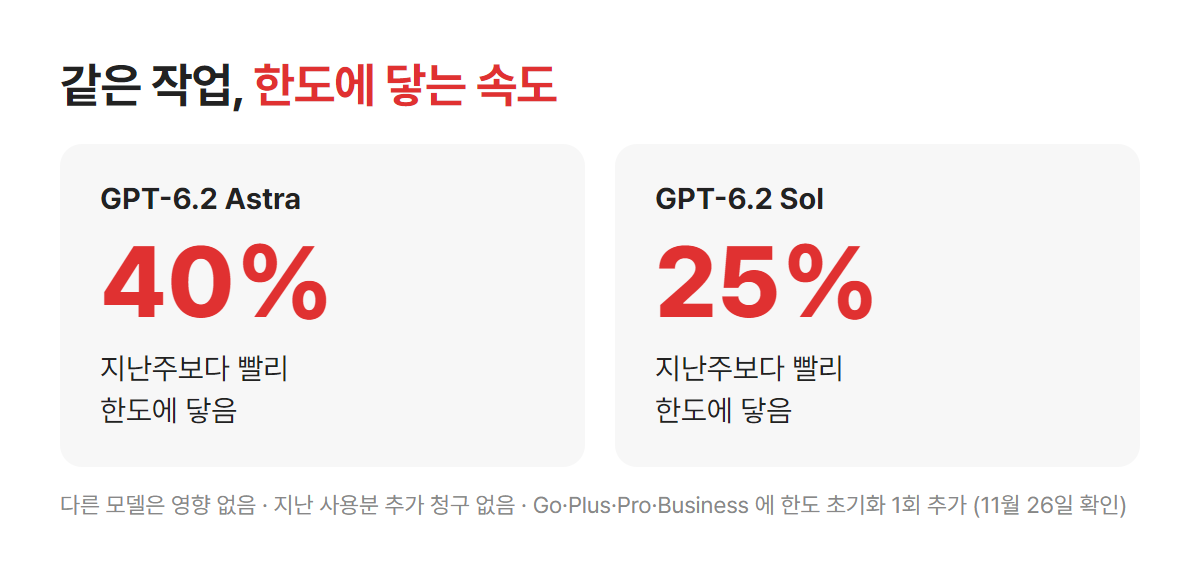 같은 작업, 한도에 닿는 속도
GPT-6.2 Astra
40%
지난주보다 빨리
한도에 닿음
GPT-6.2 Sol
25%
지난주보다 빨리
한도에 닿음
다른 모델은 영향 없음 · 지난 사용분 추가 청구 없음 · Go·Plus·Pro·Business 에 한도 초기화 1회 추가 (11월 26일 확인)